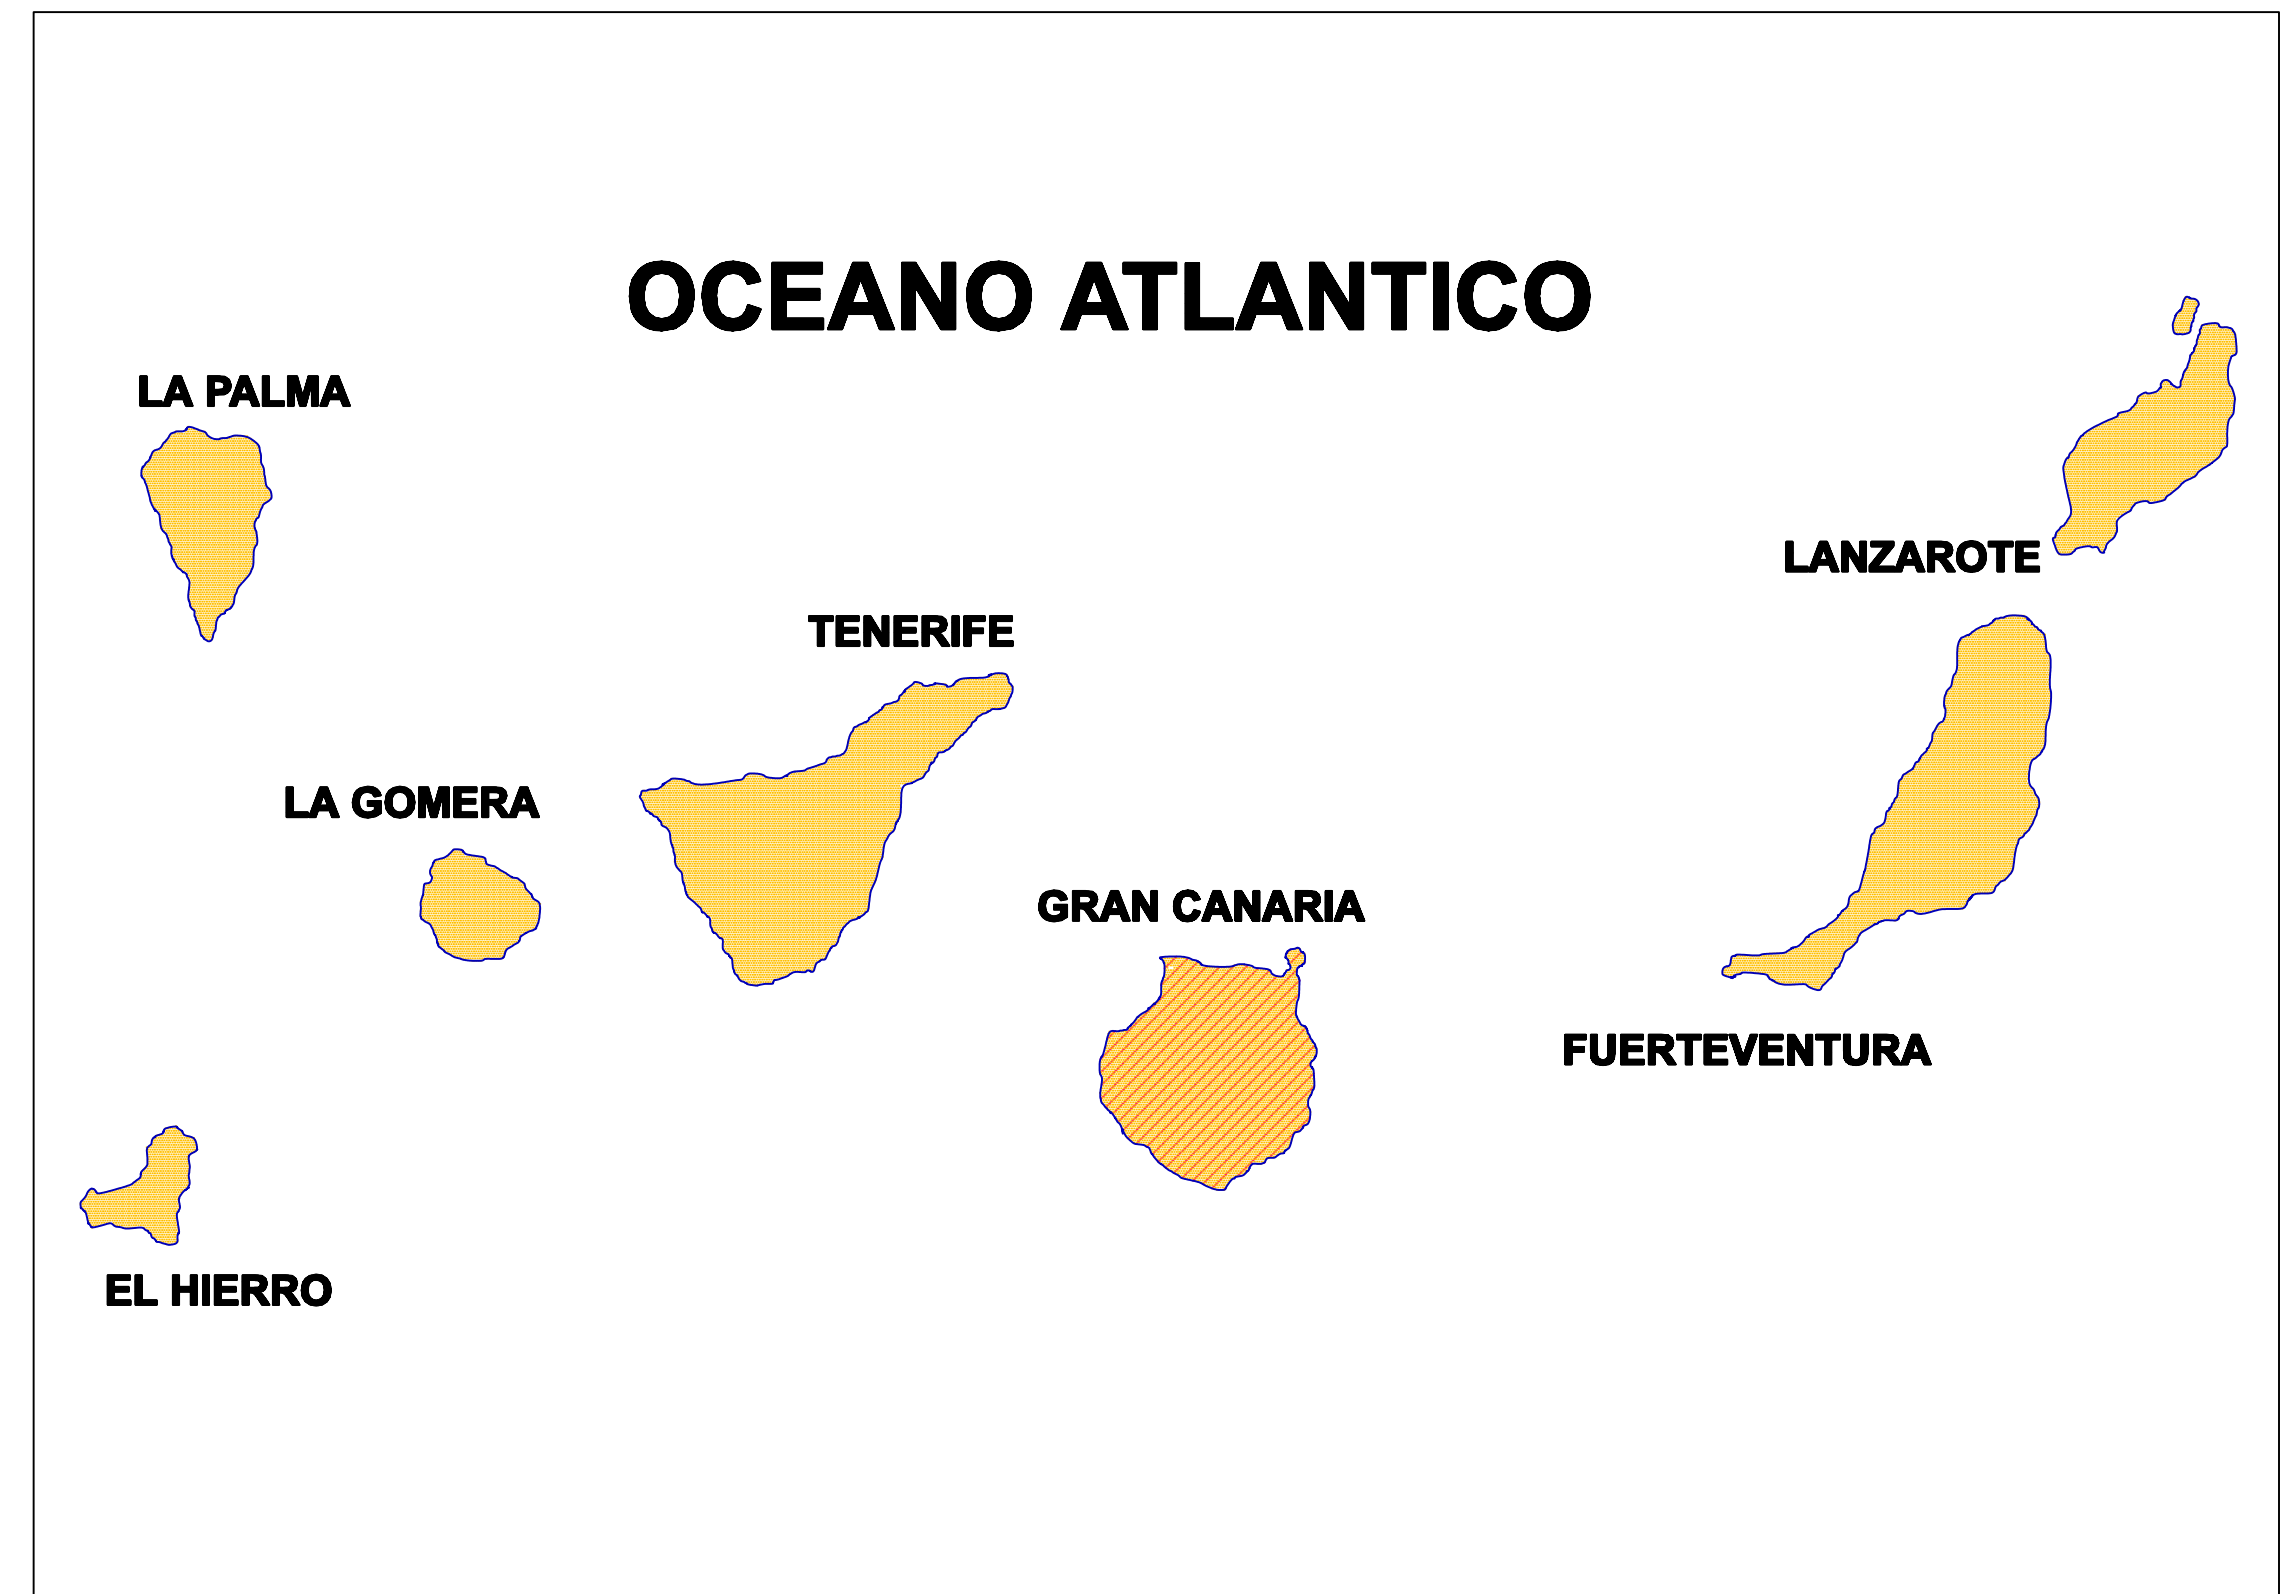 OCEANO ATLANTICO
LA PALMA
LANZAROTE
TENERIFE
LA GOMERA
GRAN CANARIA
FUERTEVENTURA
EL HIERRO